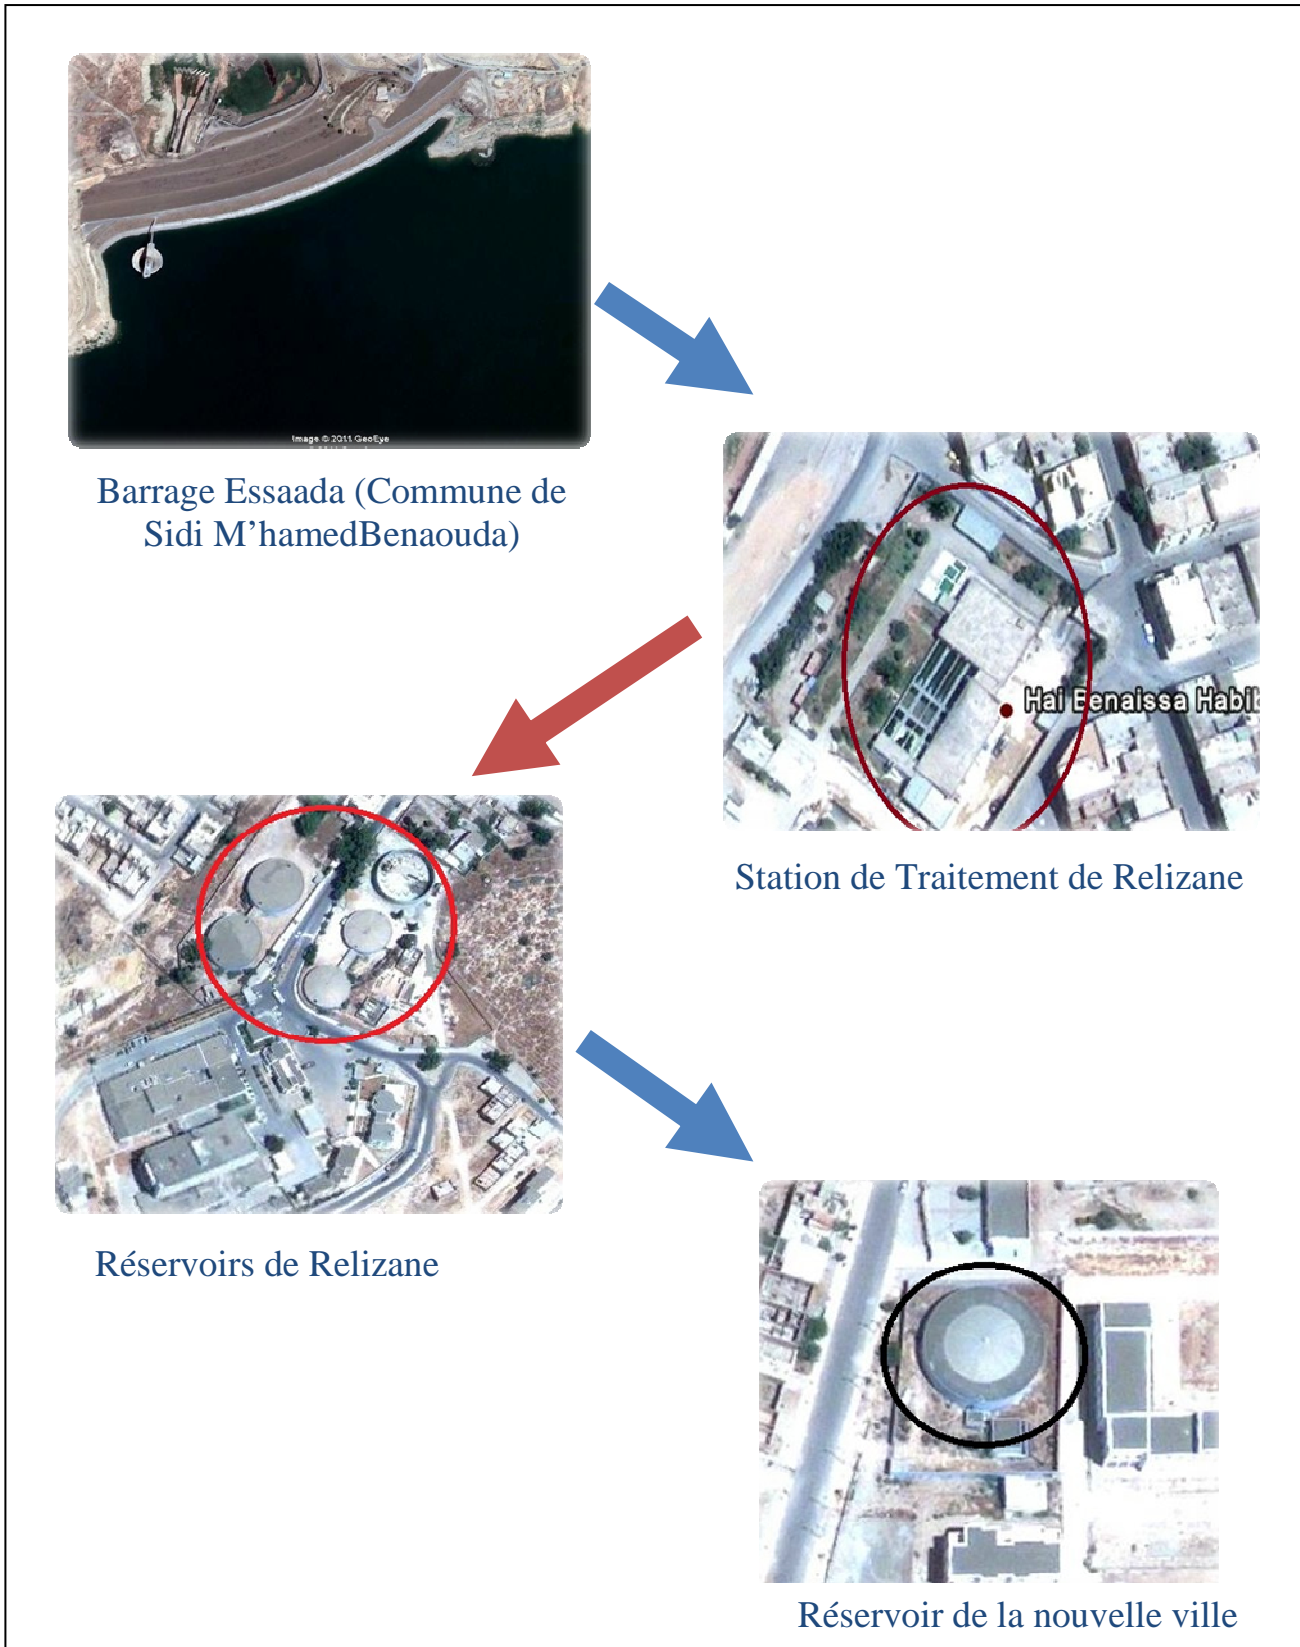 Image © 2011 GeoEye
Barrage Essaada (Commune de
Sidi M’hamedBenaouda)
Hai Benaissa Habib
Station de Traitement de Relizane
Réservoirs de Relizane
Réservoir de la nouvelle ville